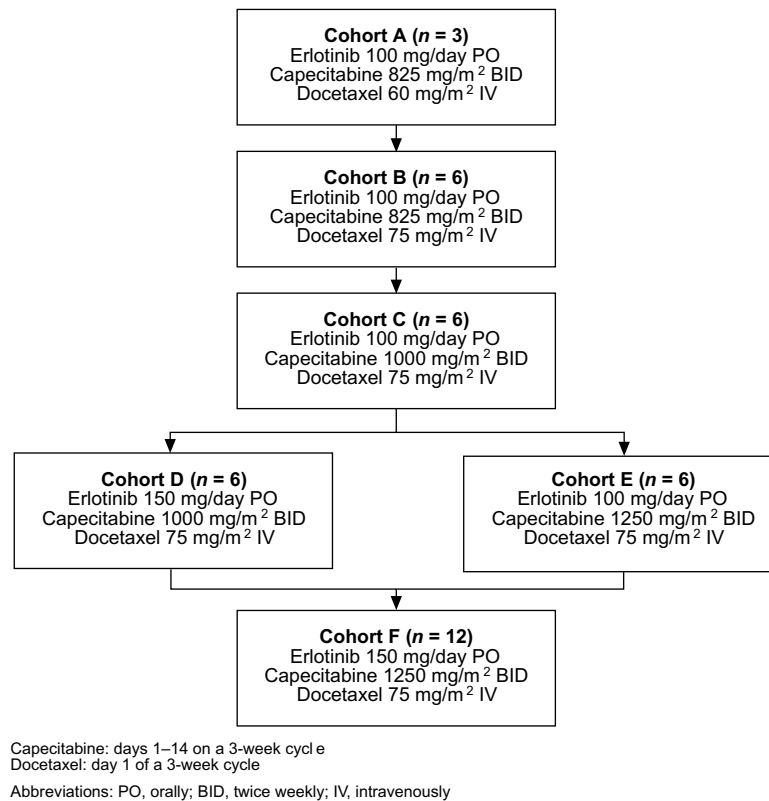 Cohort A (n = 3)
Erlotinib 100 mg/day PO
Capecitabine 825 mg/m² BID
Docetaxel 60 mg/m² IV
Cohort B (n = 6)
Erlotinib 100 mg/day PO
Capecitabine 825 mg/m² BID
Docetaxel 75 mg/m² IV
Cohort C (n = 6)
Erlotinib 100 mg/day PO
Capecitabine 1000 mg/m² BID
Docetaxel 75 mg/m² IV
Cohort D (n = 6)
Erlotinib 150 mg/day PO
Capecitabine 1000 mg/m² BID
Docetaxel 75 mg/m² IV
Cohort E (n = 6)
Erlotinib 100 mg/day PO
Capecitabine 1250 mg/m² BID
Docetaxel 75 mg/m² IV
Cohort F (n = 12)
Erlotinib 150 mg/day PO
Capecitabine 1250 mg/m² BID
Docetaxel 75 mg/m² IV
Capecitabine: days 1–14 on a 3-week cycl e
Docetaxel: day 1 of a 3-week cycle
Abbreviations: PO, orally; BID, twice weekly; IV, intravenously